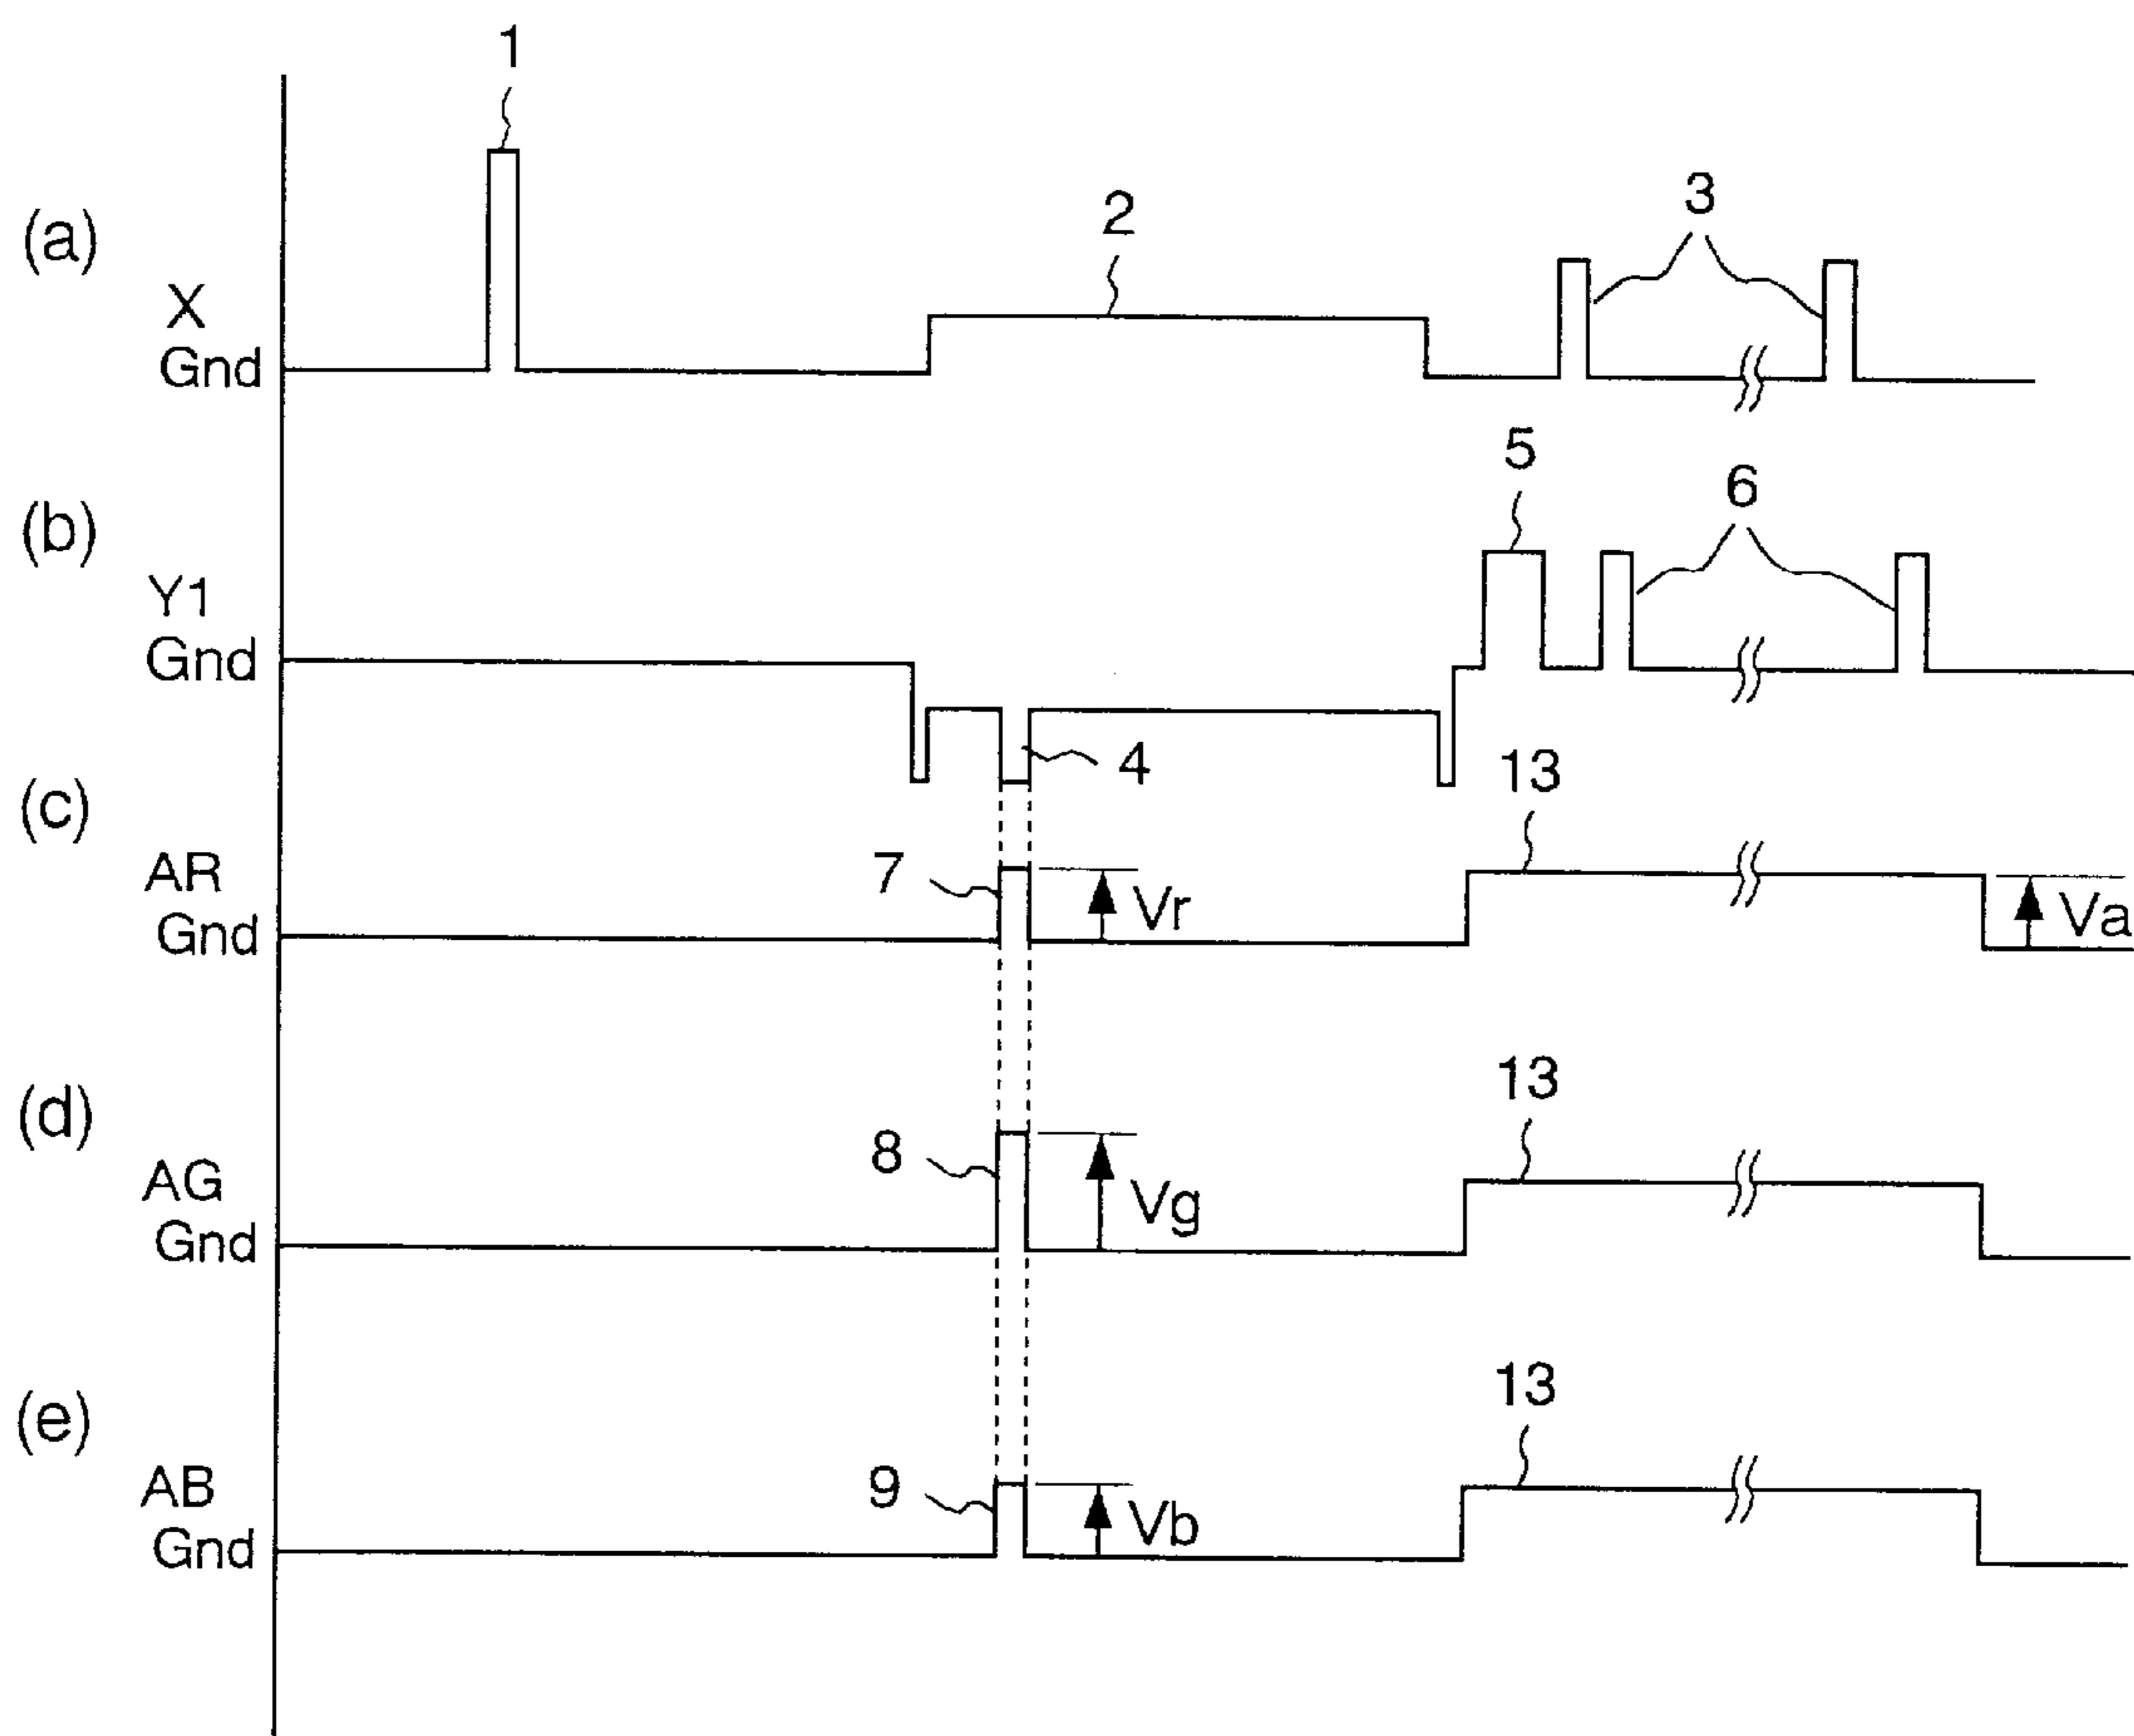 1
(a)
X
Gnd
2
3
(b)
Y1
Gnd
5
6
4
(c)
AR
Gnd
7
Vr
13
Va
(d)
AG
Gnd
8
Vg
13
(e)
AB
Gnd
9
Vb
13